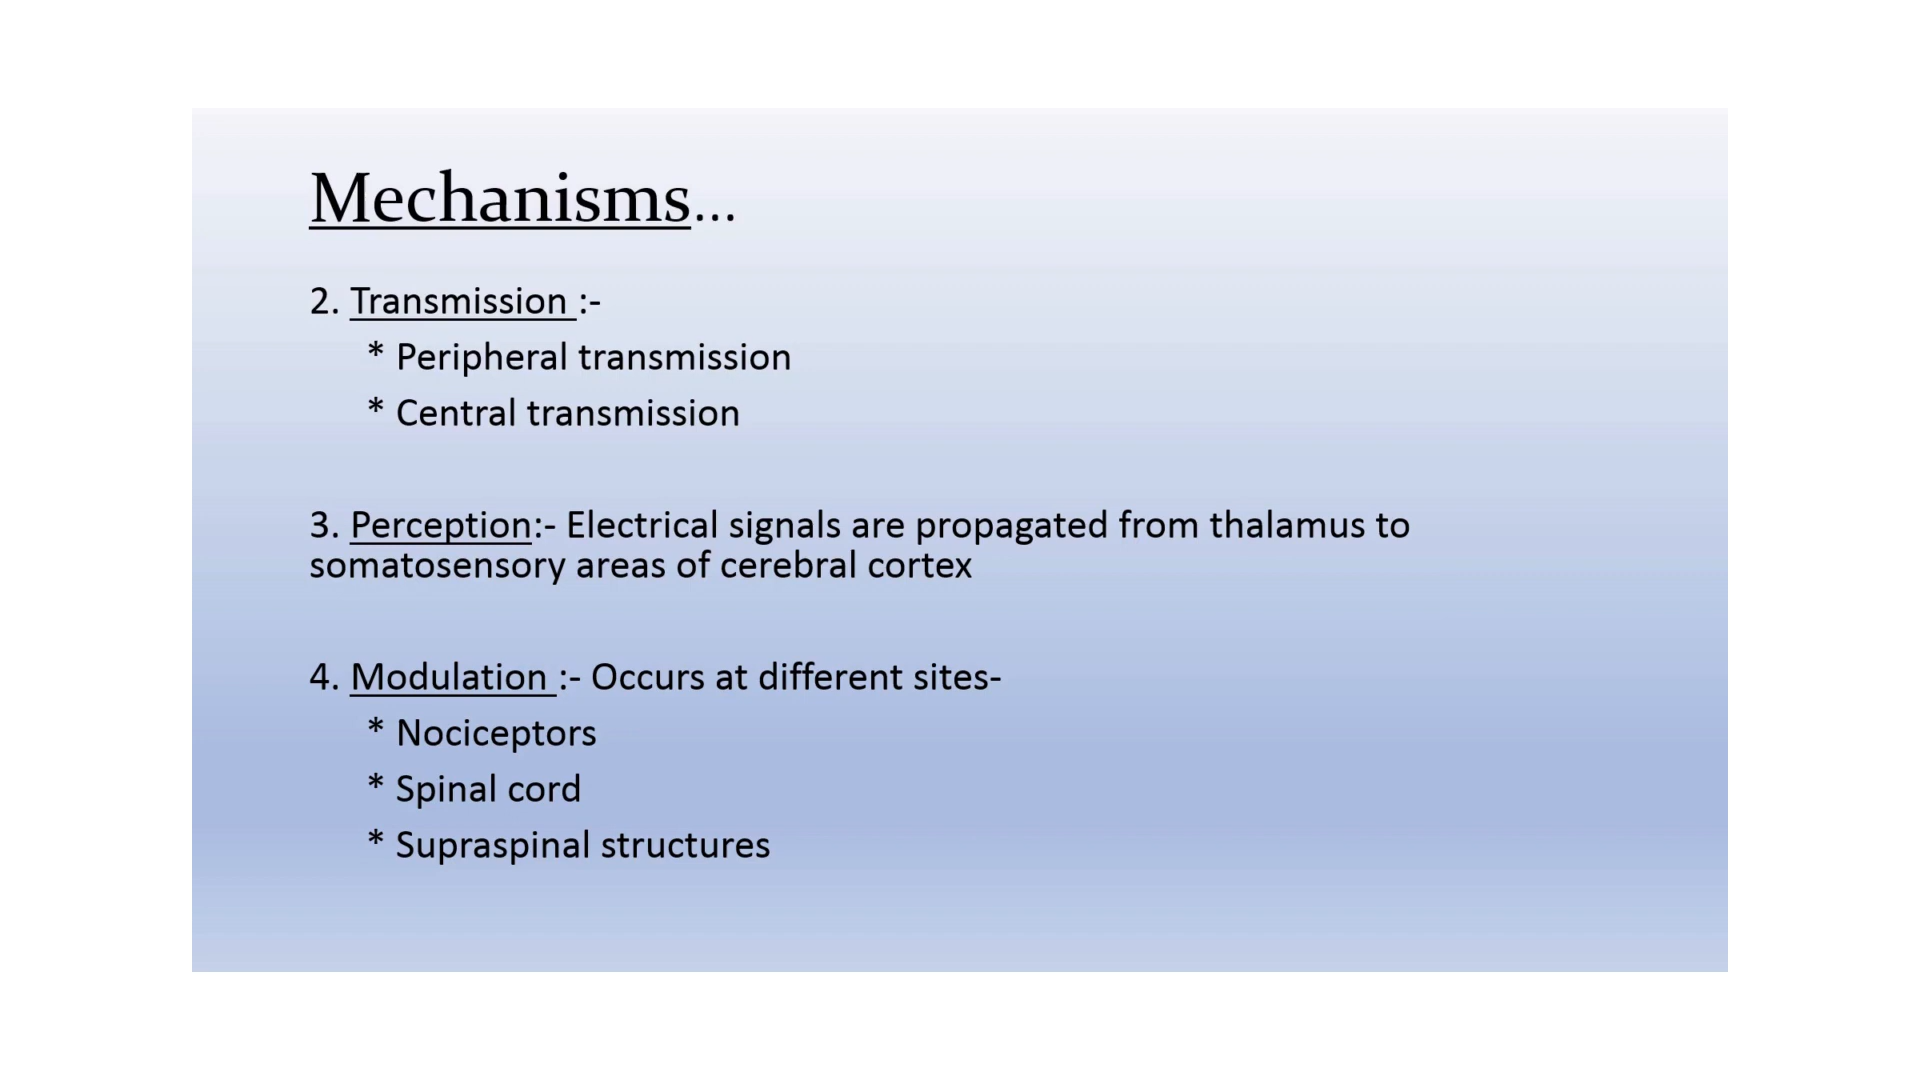 Mechanisms...
2. Transmission :-
* Peripheral transmission
* Central transmission
3. Perception:- Electrical signals are propagated from thalamus to
somatosensory areas of cerebral cortex
4. Modulation :- Occurs at different sites-
* Nociceptors
* Spinal cord
* Supraspinal structures